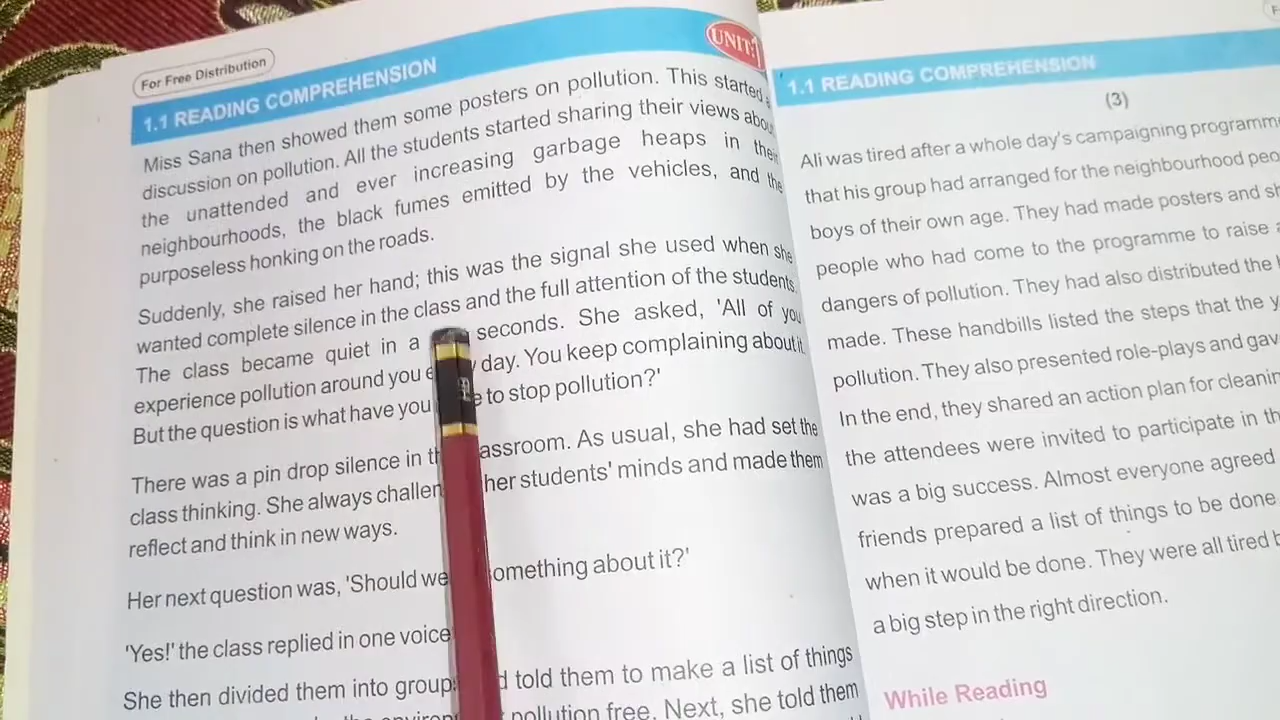 For Free Distribution
UNIT:1
1.1 READING COMPREHENSION
Miss Sana then showed them some posters on pollution. This started a
discussion on pollution. All the students started sharing their views about
the unattended and ever increasing garbage heaps in their
neighbourhoods, the black fumes emitted by the vehicles, and the
purposeless honking on the roads.
Suddenly, she raised her hand; this was the signal she used when she
wanted complete silence in the class and the full attention of the students.
The class became quiet in a seconds. She asked, 'All of you
experience pollution around you day. You keep complaining about it.
But the question is what have you to stop pollution?'
There was a pin drop silence in classroom. As usual, she had set the
class thinking. She always her students' minds and made them
reflect and think in new ways.
Her next question was, 'Should we something about it?'
'Yes!' the class replied in one voice
She then divided them into groups told them to make a list of things
pollution free. Next, she told them
1.1 READING COMPREHENSION
(3)
Ali was tired after a whole day's campaigning
that his group had arranged for the neighbourhood
boys of their own age. They had made posters and
people who had come to the programme to raise
dangers of pollution. They had also distributed the
made. These handbills listed the steps that the
pollution. They also presented role-plays and
In the end, they shared an action plan for
the attendees were invited to participate in the
was a big success. Almost everyone agreed
friends prepared a list of things to be done
when it would be done. They were all tired
a big step in the right direction.
While Reading